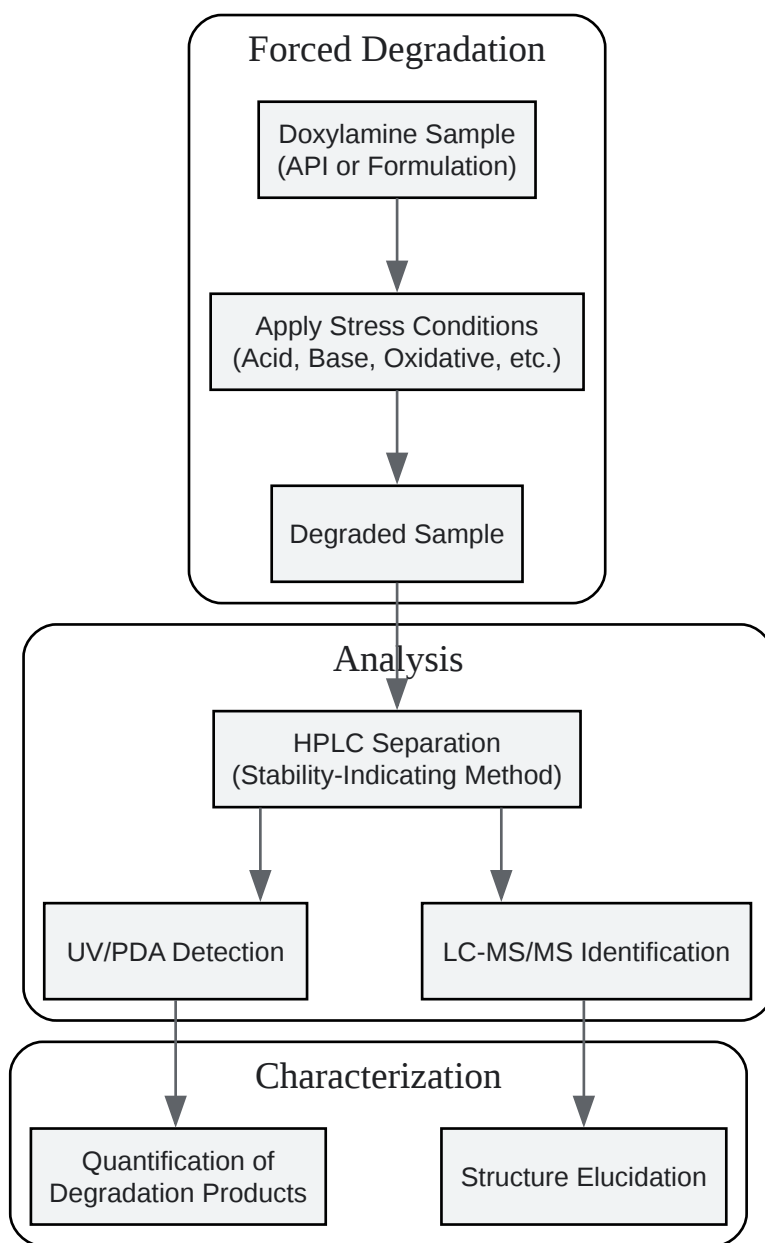 Forced Degradation
Doxylamine Sample
(API or Formulation)
Apply Stress Conditions
(Acid, Base, Oxidative, etc.)
Degraded Sample
Analysis
HPLC Separation
(Stability-Indicating Method)
UV/PDA Detection
LC-MS/MS Identification
Characterization
Quantification of
Degradation Products
Structure Elucidation